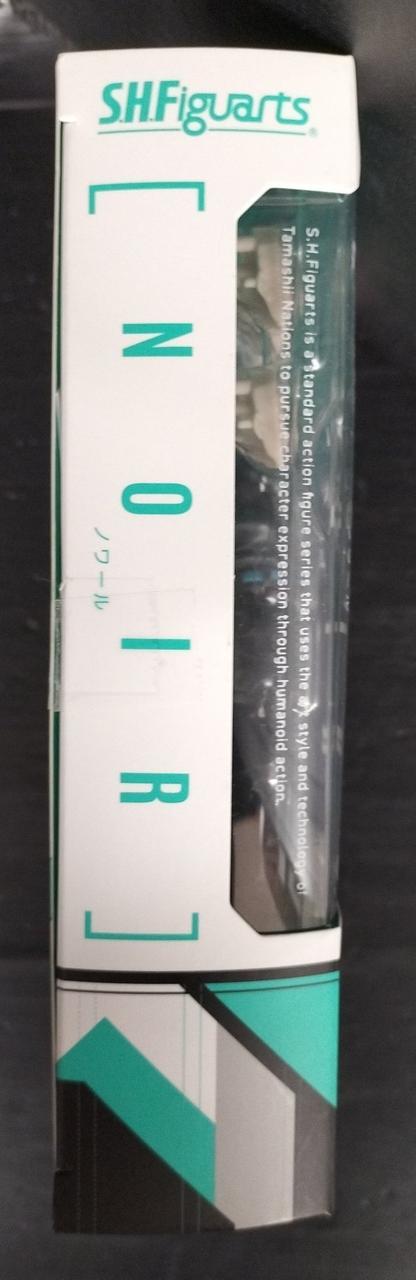 S.H.Figuarts®
[ NOIR ]
ノワール
S.H.Figuarts is a standard action figure series that uses the art style and technology of
Tamashii Nations to pursue character expression through humanoid action.